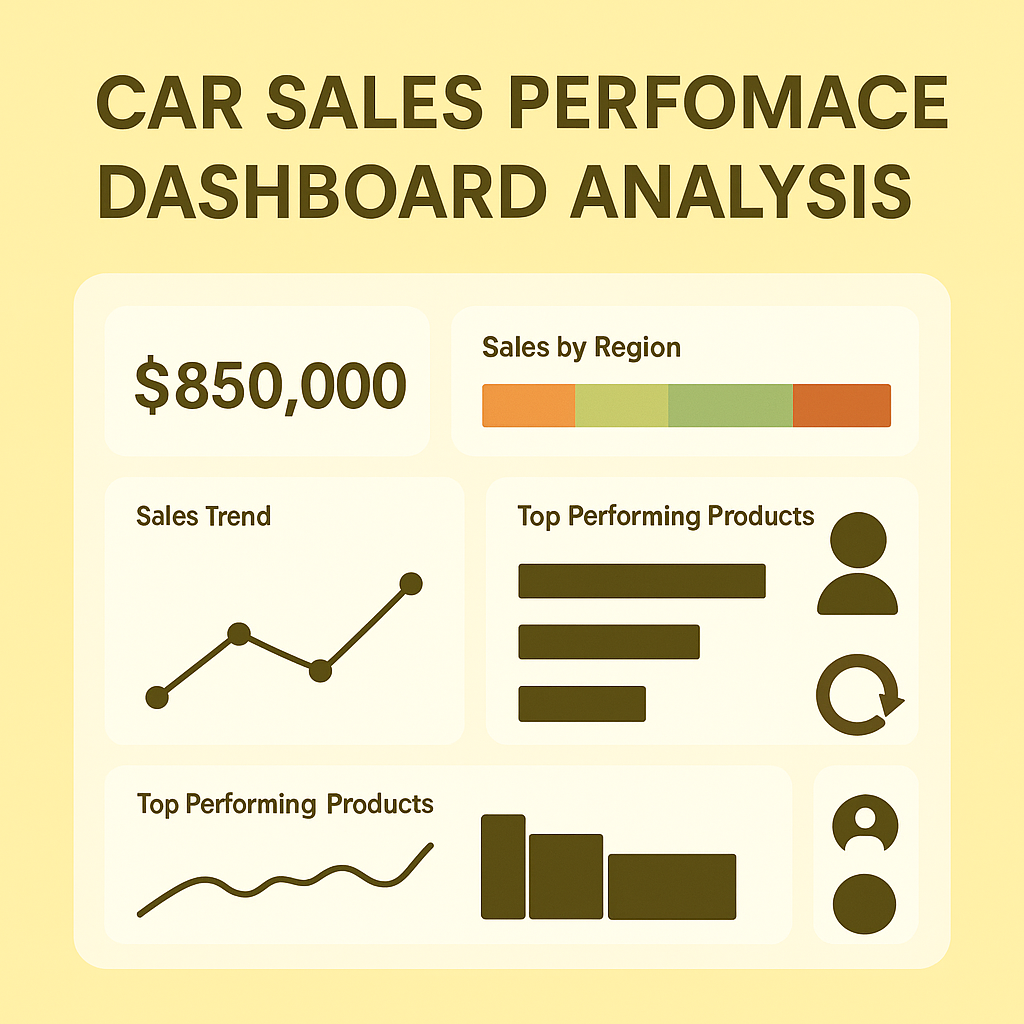 CAR SALES PERFOMACE
DASHBOARD ANALYSIS
$850,000
Sales by Region
Sales Trend
Top Performing Products
Top Performing Products